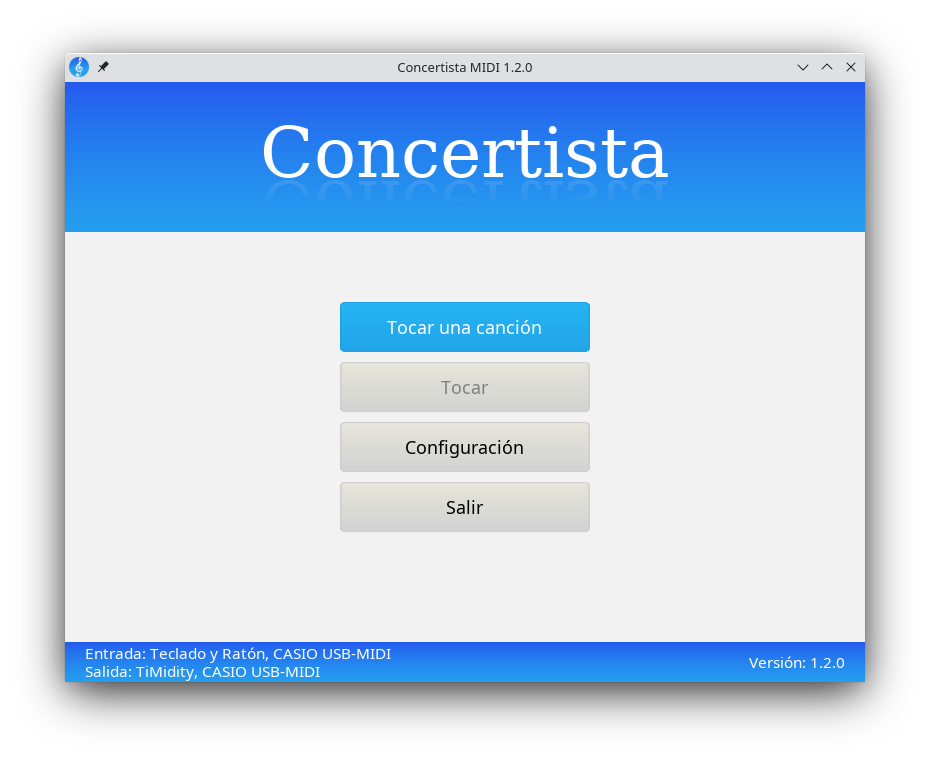 Concertista MIDI 1.2.0
Concertista
Tocar una canción
Tocar
Configuración
Salir
Entrada: Teclado y Ratón, CASIO USB-MIDI
Salida: TiMidity, CASIO USB-MIDI
Versión: 1.2.0